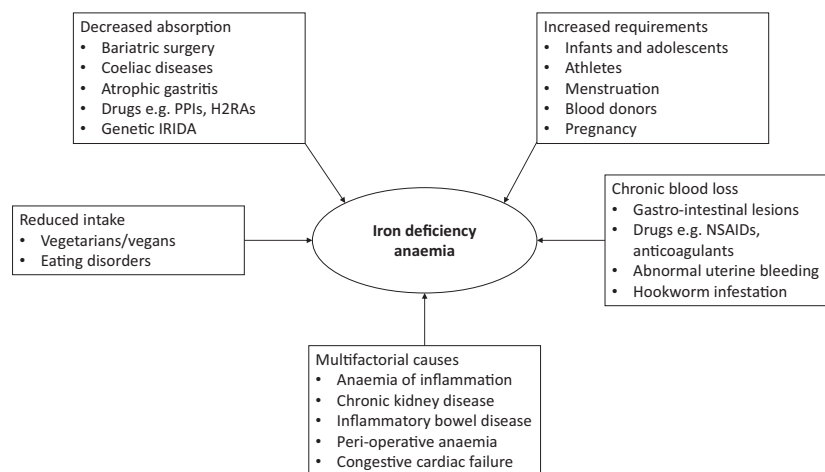 Decreased absorption
• Bariatric surgery
• Coeliac diseases
• Atrophic gastritis
• Drugs e.g. PPIs, H2RAs
• Genetic IRIDA
Increased requirements
• Infants and adolescents
• Athletes
• Menstruation
• Blood donors
• Pregnancy
Reduced intake
• Vegetarians/vegans
• Eating disorders
Iron deficiency
anaemia
Chronic blood loss
• Gastro-intestinal lesions
• Drugs e.g. NSAIDs,
anticoagulants
• Abnormal uterine bleeding
• Hookworm infestation
Multifactorial causes
• Anaemia of inflammation
• Chronic kidney disease
• Inflammatory bowel disease
• Peri-operative anaemia
• Congestive cardiac failure